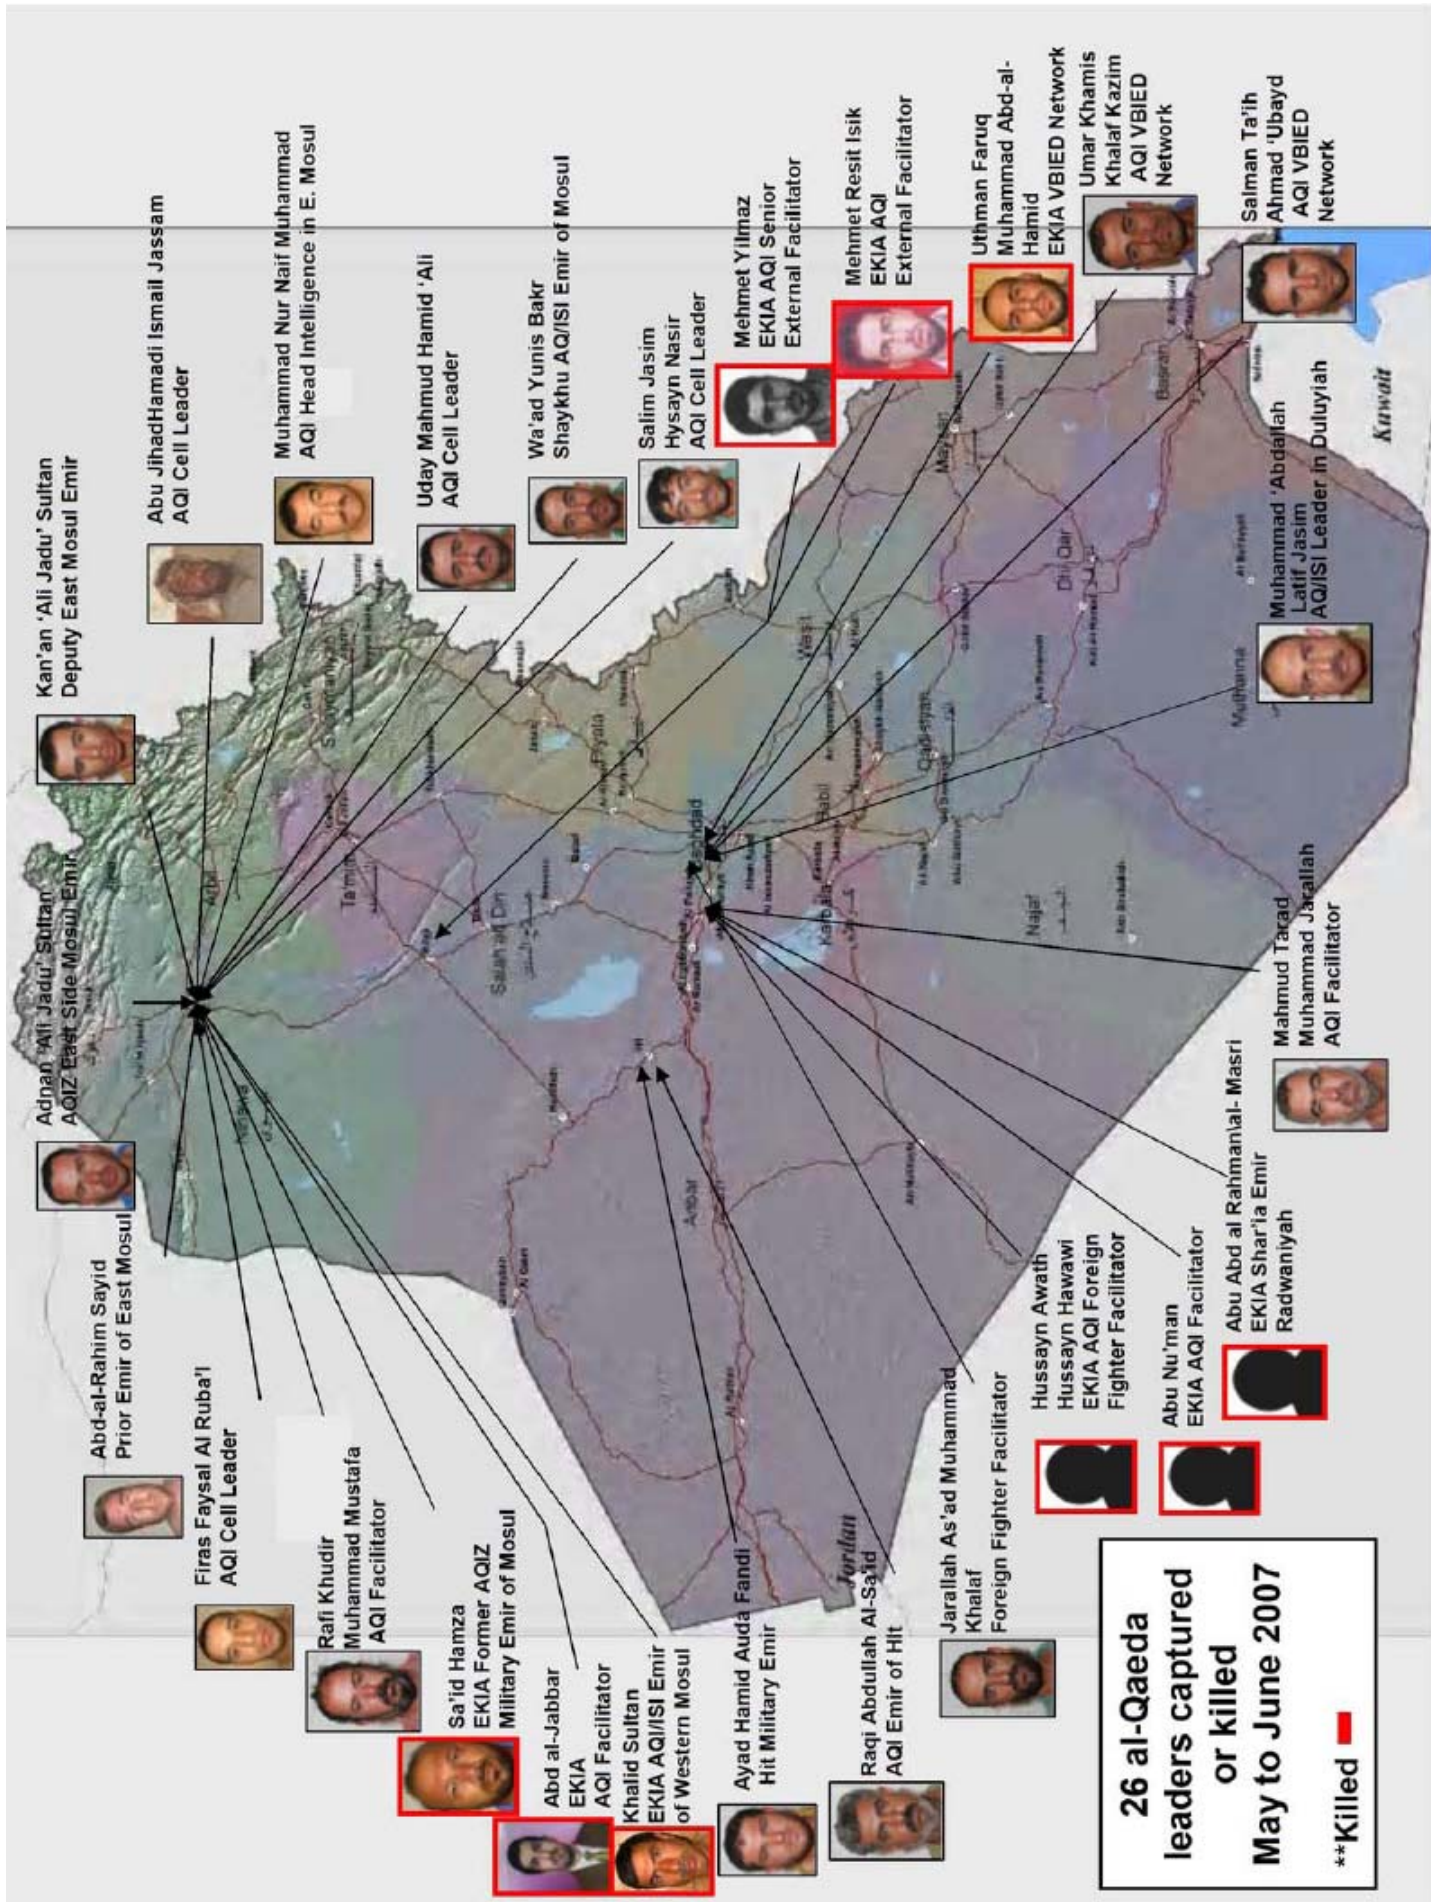 Kan'an 'Ali Jadu' Sultan
Deputy East Mosul Emir
Abu JihadHamadi Ismail Jassam
AQI Cell Leader
Muhammad Nur Naif Muhammad
AQI Head Intelligence in E. Mosul
Uday Mahmud Hamid 'Ali
AQI Cell Leader
Wa'ad Yunis Bakr
Shaykhu AQ/ISI Emir of Mosul
Salim Jasim
Hysayn Nasir
AQI Cell Leader
Mehmet Yilmaz
EKIA AQI Senior
External Facilitator
Mehmet Resit Isik
EKIA AQI
External Facilitator
Uthman Faruq
Muhammad Abd-al-
Hamid
EKIA VBIED Network
Umar Khamis
Khalaf Kazim
AQI VBIED
Network
Salman Ta'ih
Ahmad 'Ubayd
AQI VBIED
Network
Muhammad 'Abdallah
Latif Jasim
AQ/ISI Leader in Duluyiah
Mahmud Tarad
Muhammad Jarallah
AQI Facilitator
Abu Abd al Rahman\al- Masri
EKIA Shar'ia Emir
Radwaniyah
Abu Nu'man
EKIA AQI Facilitator
Hussayn Awath
Hussayn Hawawi
EKIA AQI Foreign
Fighter Facilitator
Jarallah As'ad Muhammad
Khalaf
Foreign Fighter Facilitator
Raqi Abdullah Al-Sa'id
AQI Emir of HIt
Ayad Hamid Auda Fandi
Hit Military Emir
Khalid Sultan
EKIA AQI/ISI Emir
of Western Mosul
Abd al-Jabbar
EKIA
AQI Facilitator
Sa'id Hamza
EKIA Former AQIZ
Military Emir of Mosul
Rafi Khudir
Muhammad Mustafa
AQI Facilitator
Firas Faysal Al Ruba'I
AQI Cell Leader
Abd-al-Rahim Sayid
Prior Emir of East Mosul
Adnan 'Ali Jadu' Sultan
AQIZ East Side Mosul Emir
Ninawa
Arbil
Ta'mim
Salah ad Din
Diyala
Baghdad
Anbar
Hit
Babil
Karbala
Wasit
Qadisiyah
Najaf
Maysan
Dhi Qar
Basrah
Muthanna
Kuwait
Jordan
26 al-Qaeda
leaders captured
or killed
May to June 2007
**Killed